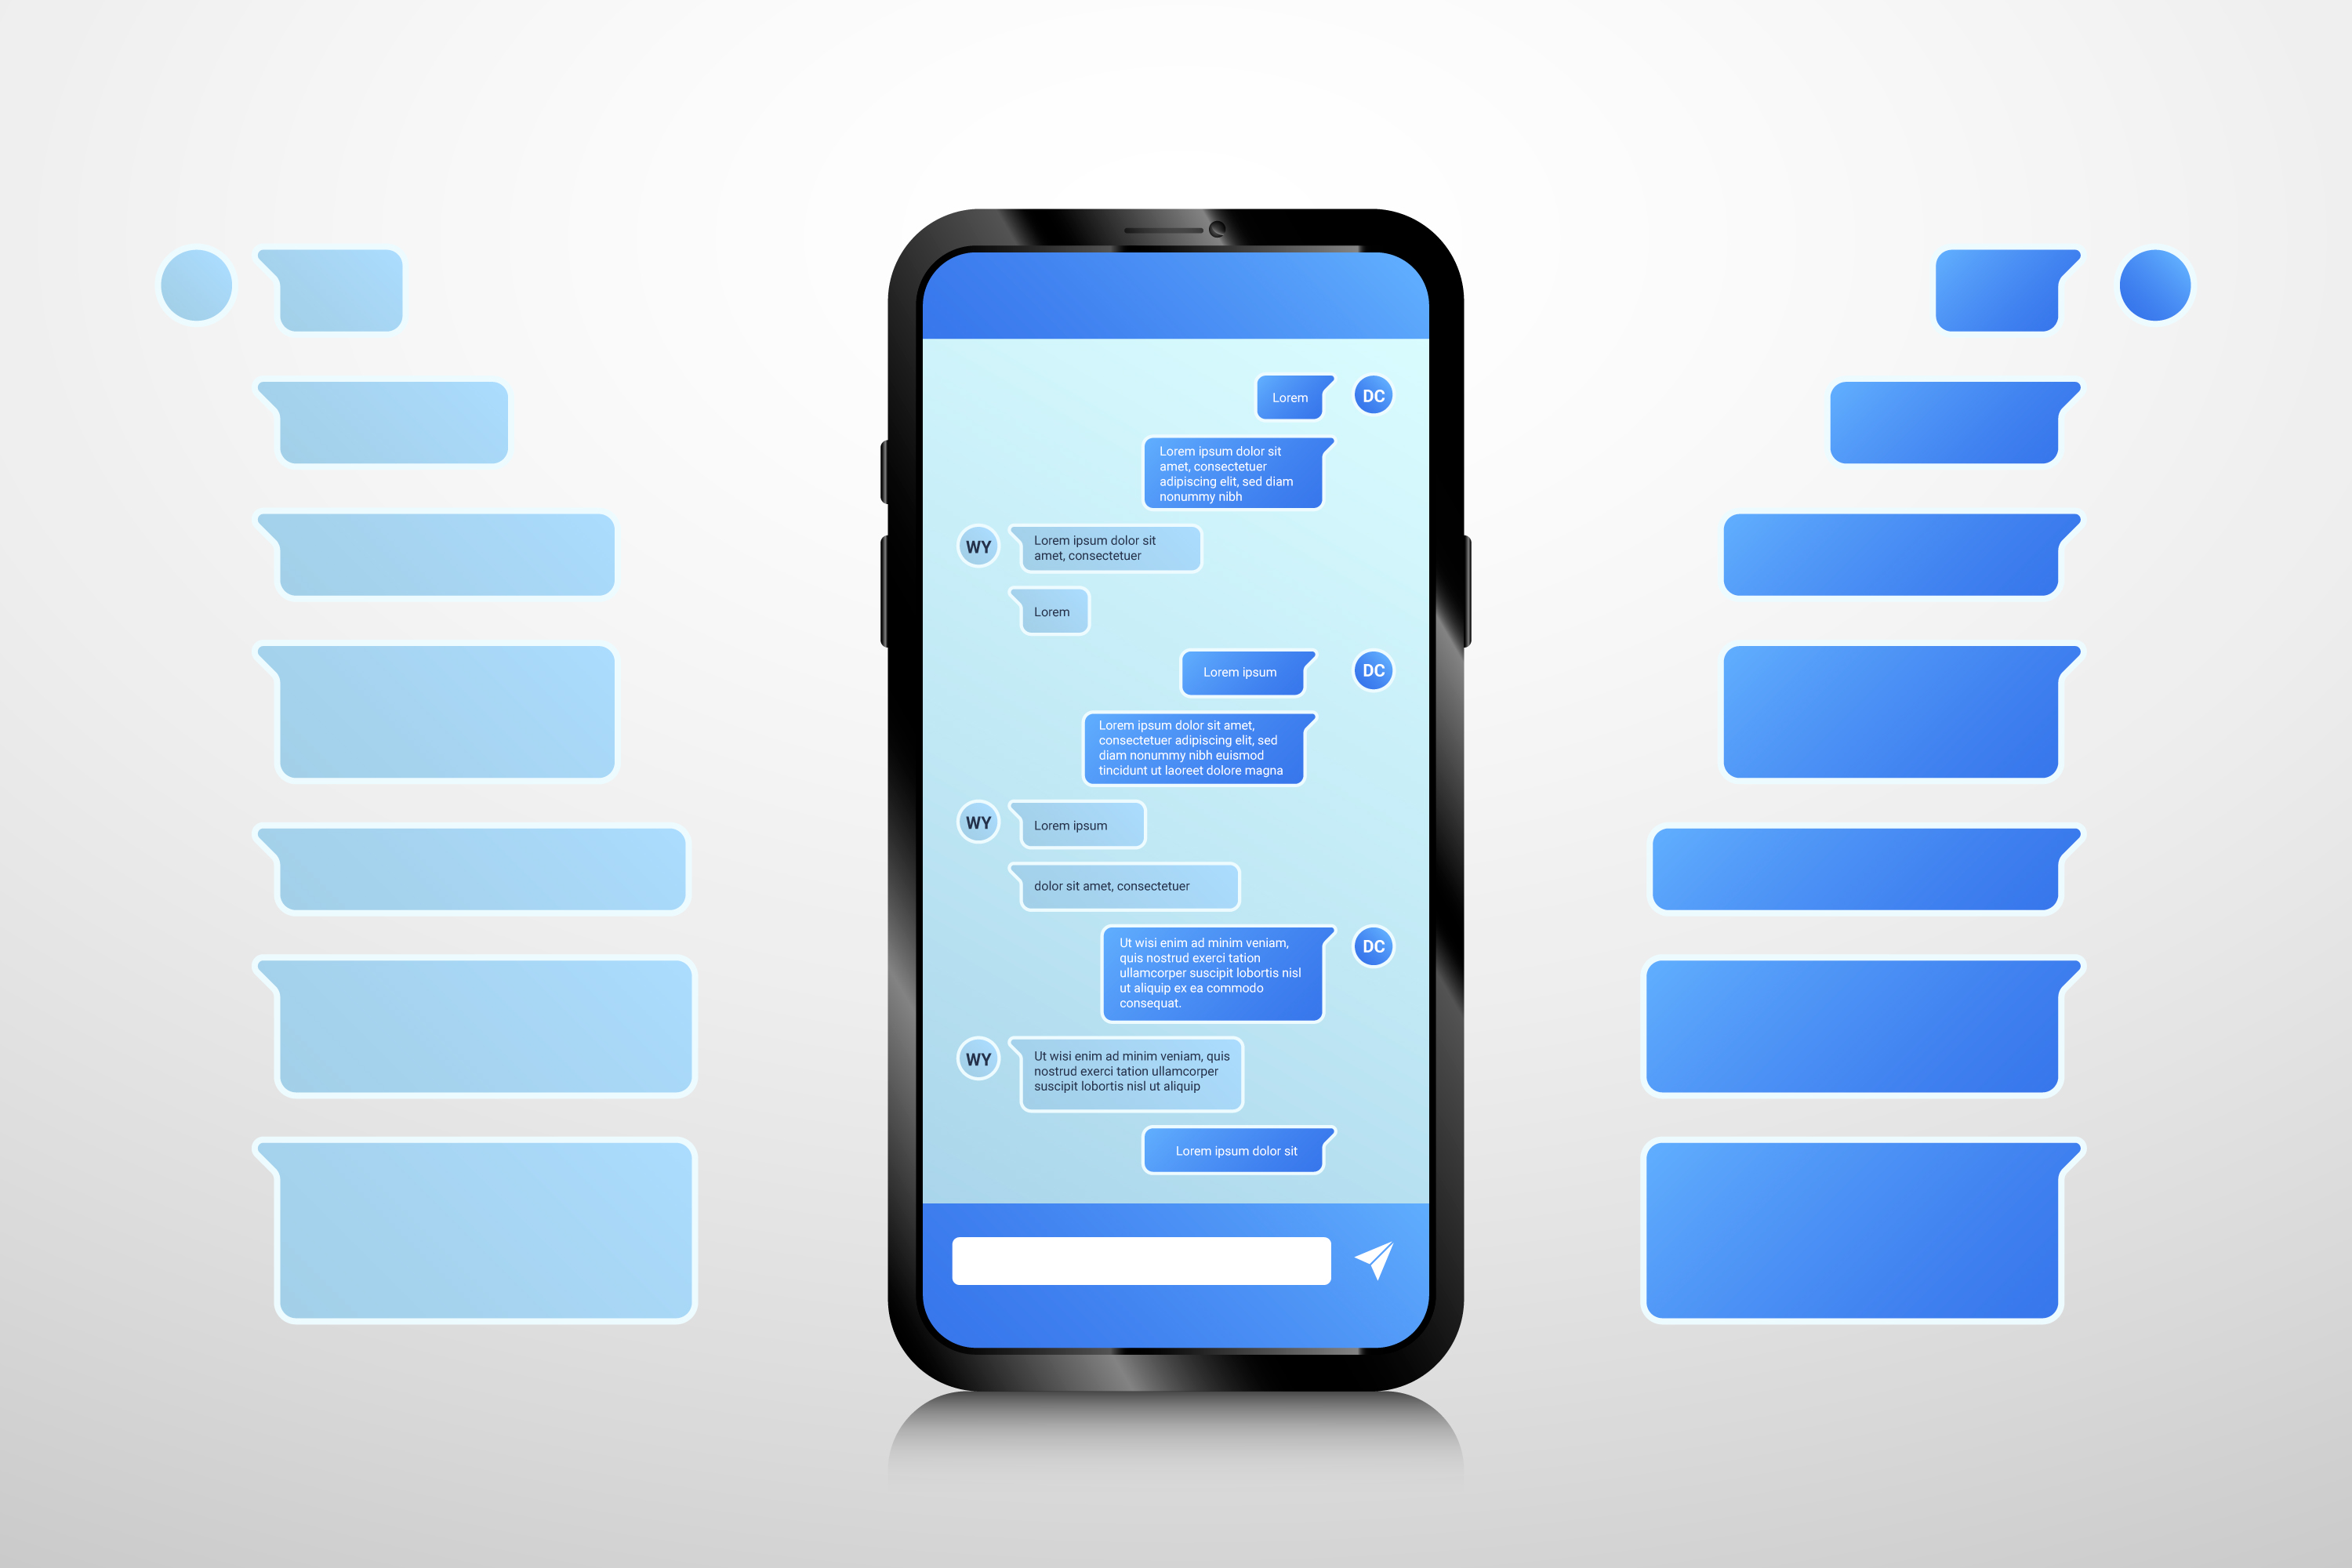 Lorem
DC
Lorem ipsum dolor sit
amet, consectetuer
adipiscing elit, sed diam
nonummy nibh
WY
Lorem ipsum dolor sit
amet, consectetuer
Lorem
Lorem ipsum
DC
Lorem ipsum dolor sit amet,
consectetuer adipiscing elit, sed
diam nonummy nibh euismod
tincidunt ut laoreet dolore magna
WY
Lorem ipsum
dolor sit amet, consectetuer
Ut wisi enim ad minim veniam,
quis nostrud exerci tation
ullamcorper suscipit lobortis nisl
ut aliquip ex ea commodo
consequat.
DC
WY
Ut wisi enim ad minim veniam, quis
nostrud exerci tation ullamcorper
suscipit lobortis nisl ut aliquip
Lorem ipsum dolor sit